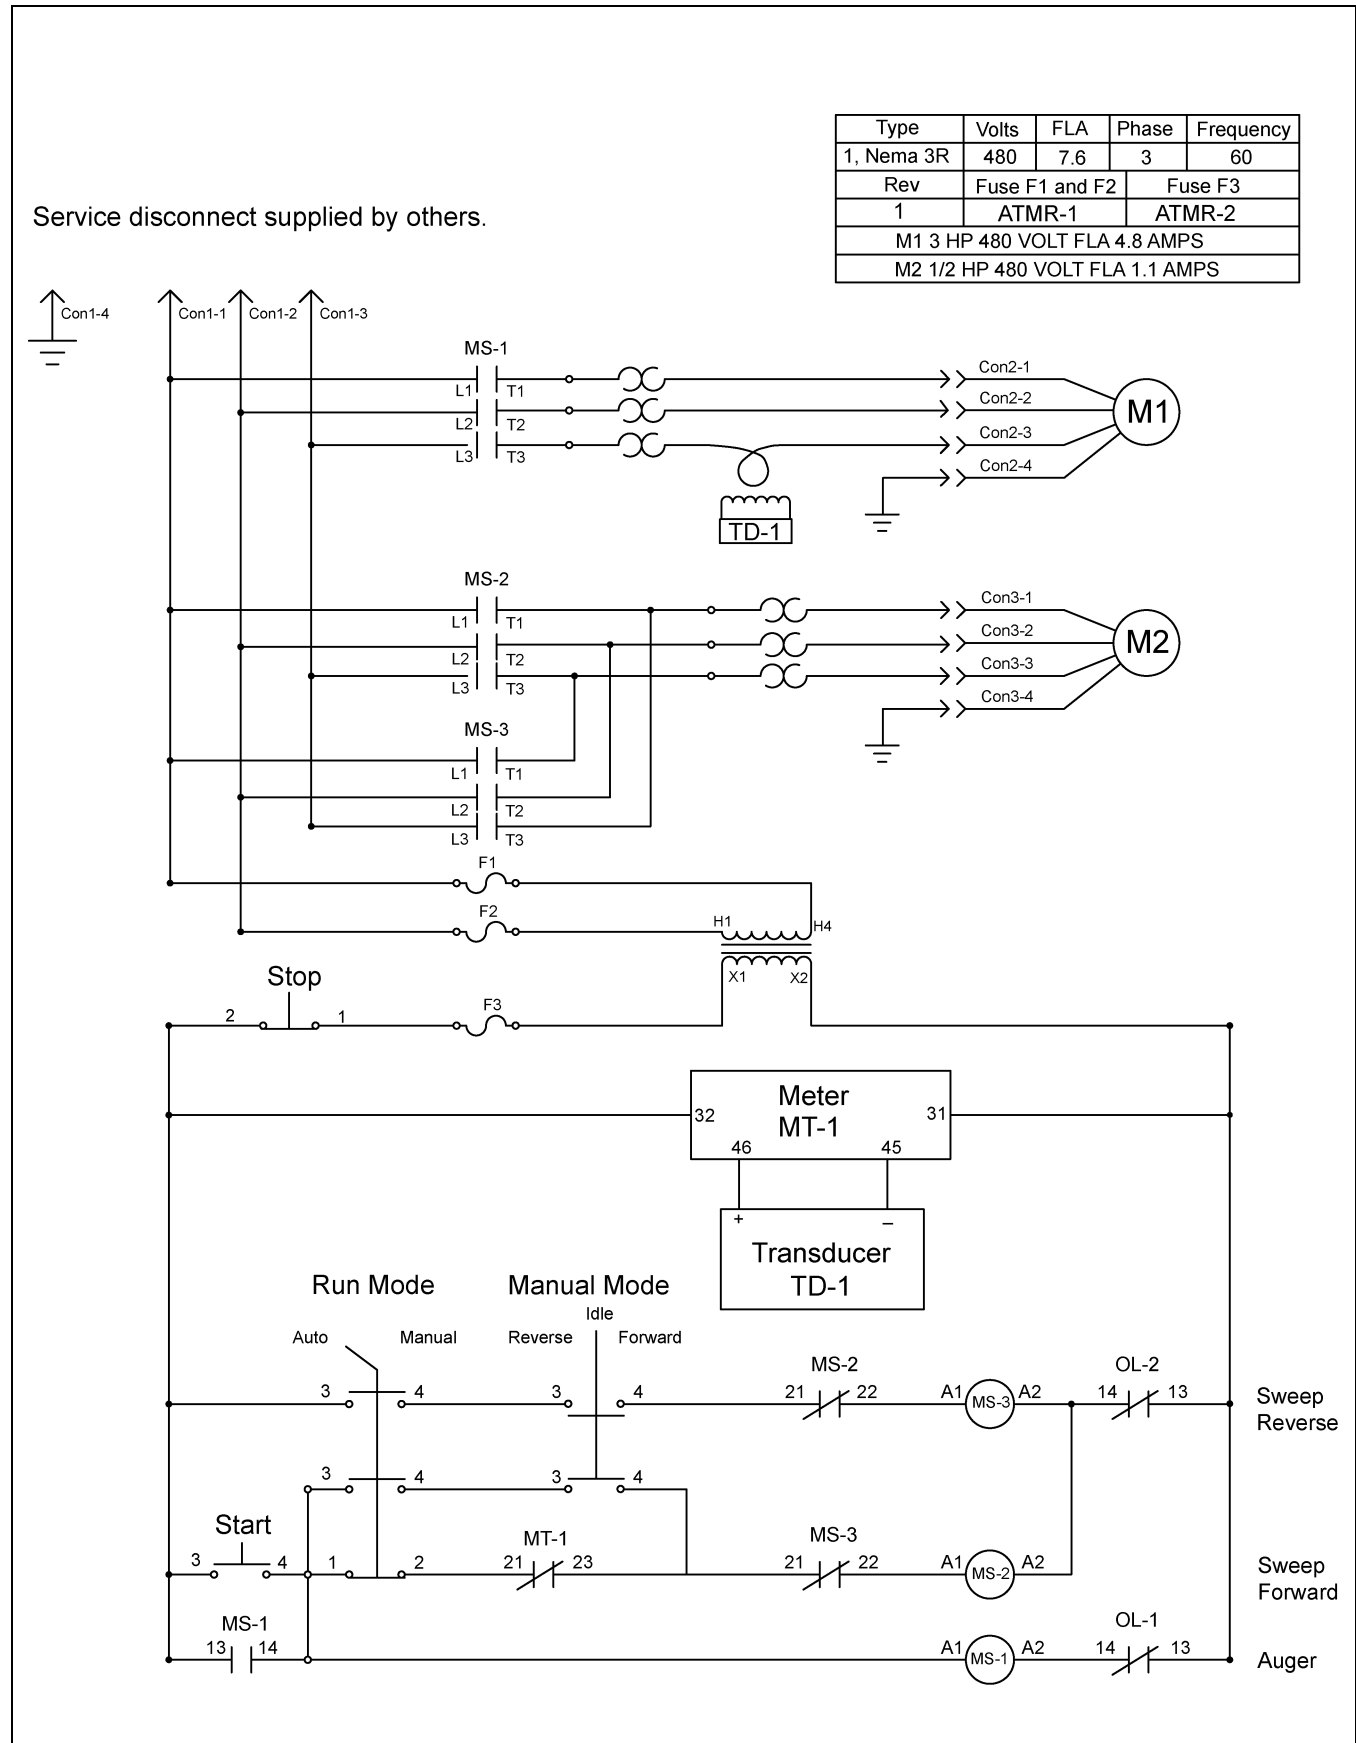 Type Volts FLA Phase Frequency
1, Nema 3R 480 7.6 3 60
Rev Fuse F1 and F2 Fuse F3
1 ATMR-1 ATMR-2
M1 3 HP 480 VOLT FLA 4.8 AMPS
M2 1/2 HP 480 VOLT FLA 1.1 AMPS
Service disconnect supplied by others.
Con1-4 Con1-1 Con1-2 Con1-3
MS-1
L1 T1 Con2-1
L2 T2 Con2-2
L3 T3 Con2-3
Con2-4
M1
TD-1
MS-2
L1 T1 Con3-1
L2 T2 Con3-2
L3 T3 Con3-3
Con3-4
M2
MS-3
L1 T1
L2 T2
L3 T3
F1
F2 H1 H4
X1 X2
Stop
2 1 F3
Meter
MT-1
32 31
46 45
+ –
Transducer
TD-1
Run Mode Manual Mode
Idle
Auto Manual Reverse Forward
MS-2 OL-2
3 4 3 4 21 22 A1 MS-3 A2 14 13
Sweep
Reverse
3 4 3 4
Start MT-1 MS-3
3 4 1 2 21 23 21 22 A1 MS-2 A2
Sweep
Forward
MS-1 OL-1
13 14 A1 MS-1 A2 14 13 Auger